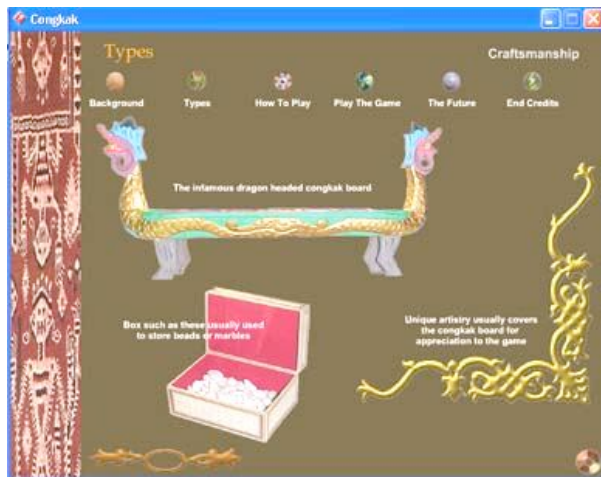 Congkak
Types
Craftsmanship
Background
Types
How To Play
Play The Game
The Future
End Credits
The infamous dragon headed congkak board
Box such as these usually used
to store beads or marbles
Unique artistry usually covers
the congkak board for
appreciation to the game